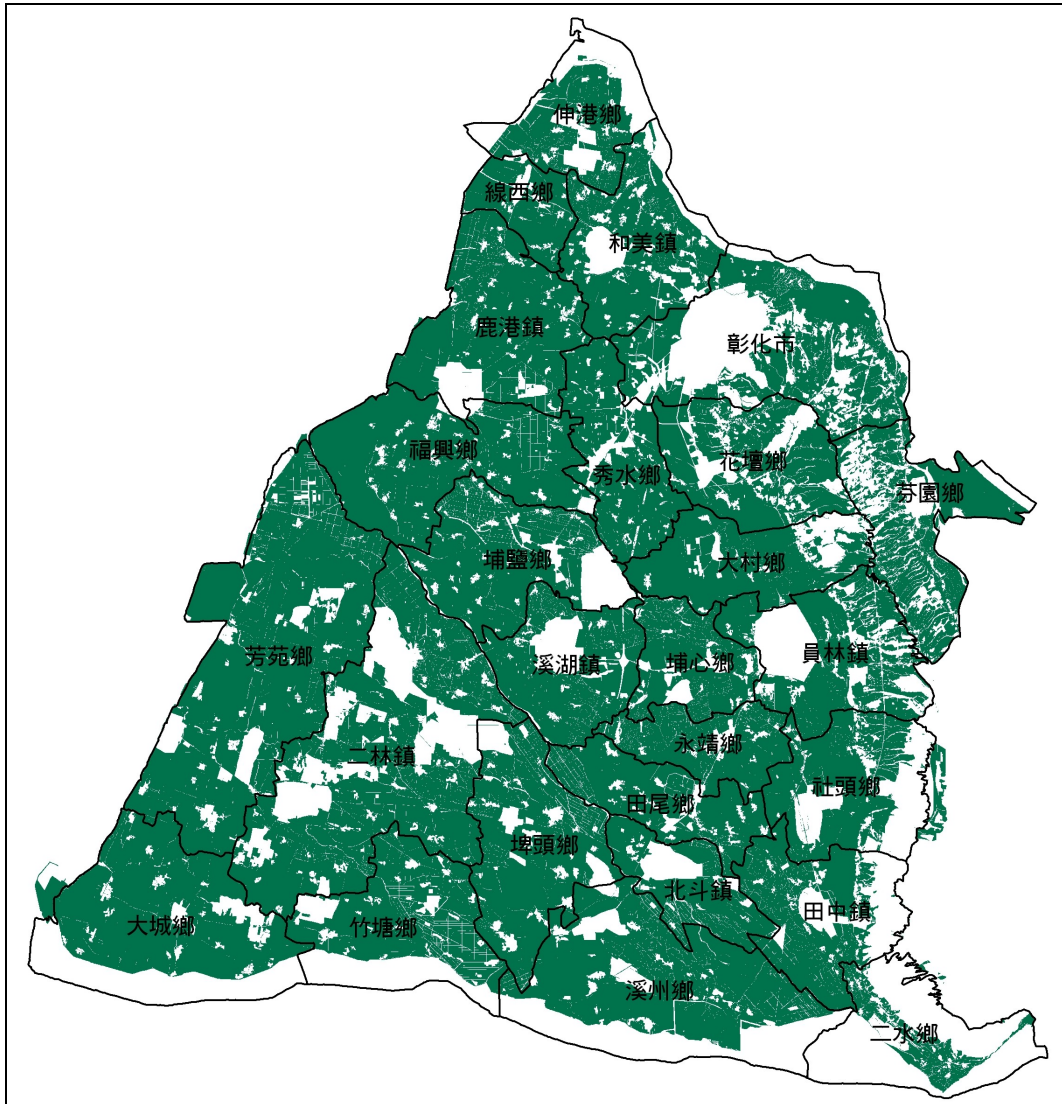 伸港鄉
線西鄉
和美鎮
鹿港鎮
彰化市
福興鄉
秀水鄉
花壇鄉
芬園鄉
埔鹽鄉
大村鄉
芳苑鄉
溪湖鎮
埔心鄉
員林鎮
二林鎮
永靖鄉
社頭鄉
田尾鄉
埤頭鄉
北斗鎮
田中鎮
大城鄉
竹塘鄉
溪州鄉
二水鄉